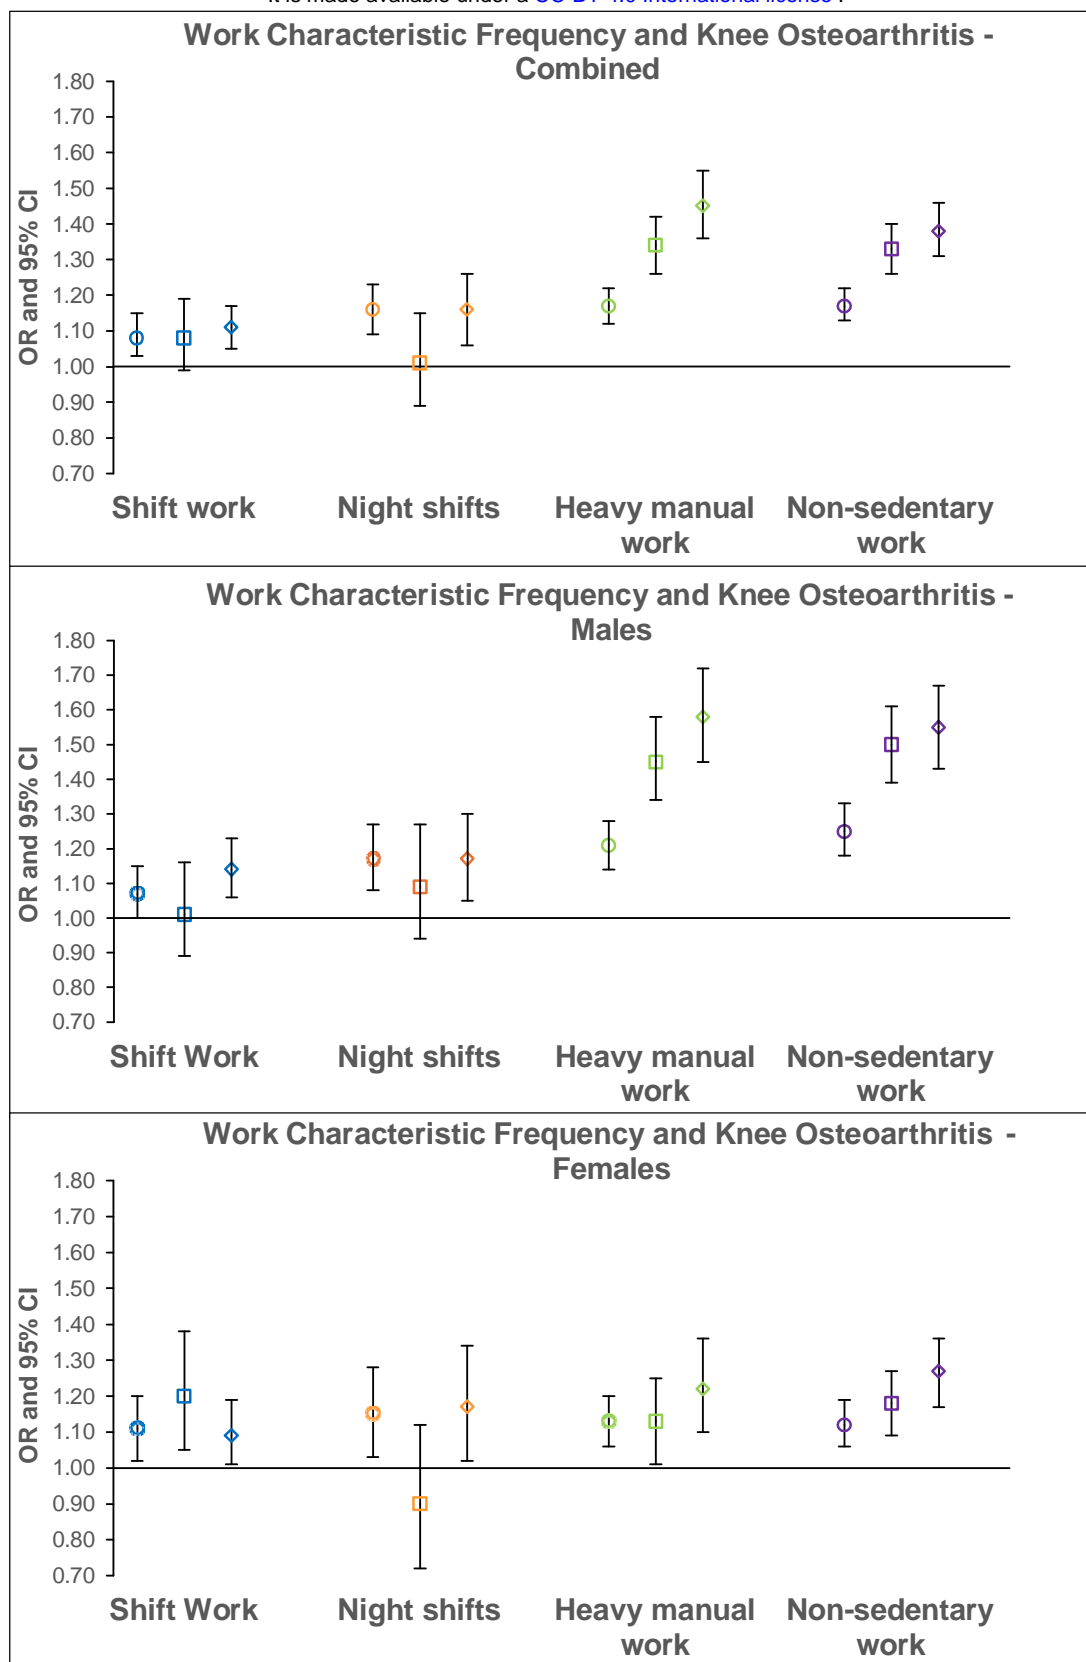 Work Characteristic Frequency and Knee Osteoarthritis -
Combined
OR and 95% CI
1.80
1.70
1.60
1.50
1.40
1.30
1.20
1.10
1.00
0.90
0.80
0.70
Shift work
Night shifts
Heavy manual
work
Non-sedentary
work
Work Characteristic Frequency and Knee Osteoarthritis -
Males
OR and 95% CI
1.80
1.70
1.60
1.50
1.40
1.30
1.20
1.10
1.00
0.90
0.80
0.70
Shift Work
Night shifts
Heavy manual
work
Non-sedentary
work
Work Characteristic Frequency and Knee Osteoarthritis -
Females
OR and 95% CI
1.80
1.70
1.60
1.50
1.40
1.30
1.20
1.10
1.00
0.90
0.80
0.70
Shift Work
Night shifts
Heavy manual
work
Non-sedentary
work